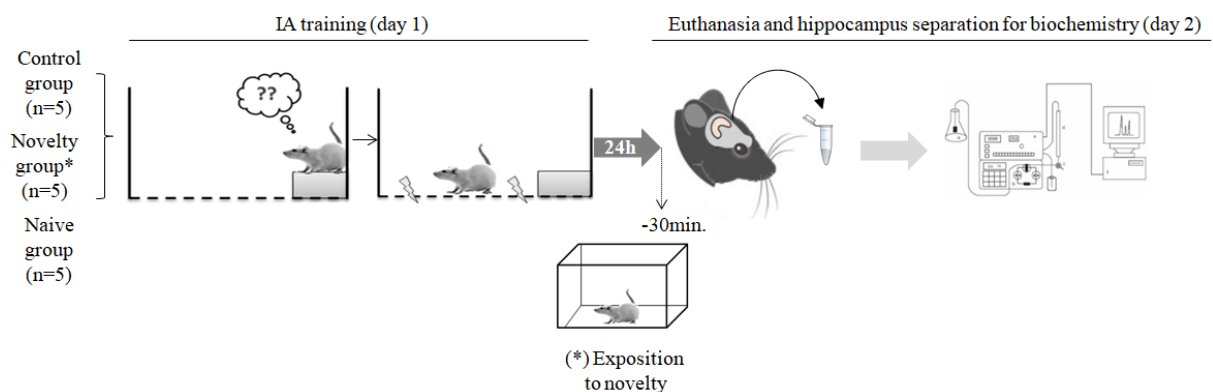 IA training (day 1)
Euthanasia and hippocampus separation for biochemistry (day 2)
Control
group
(n=5)
Novelty
group*
(n=5)
Naive
group
(n=5)
??
24h
-30min.
(*) Exposition
to novelty